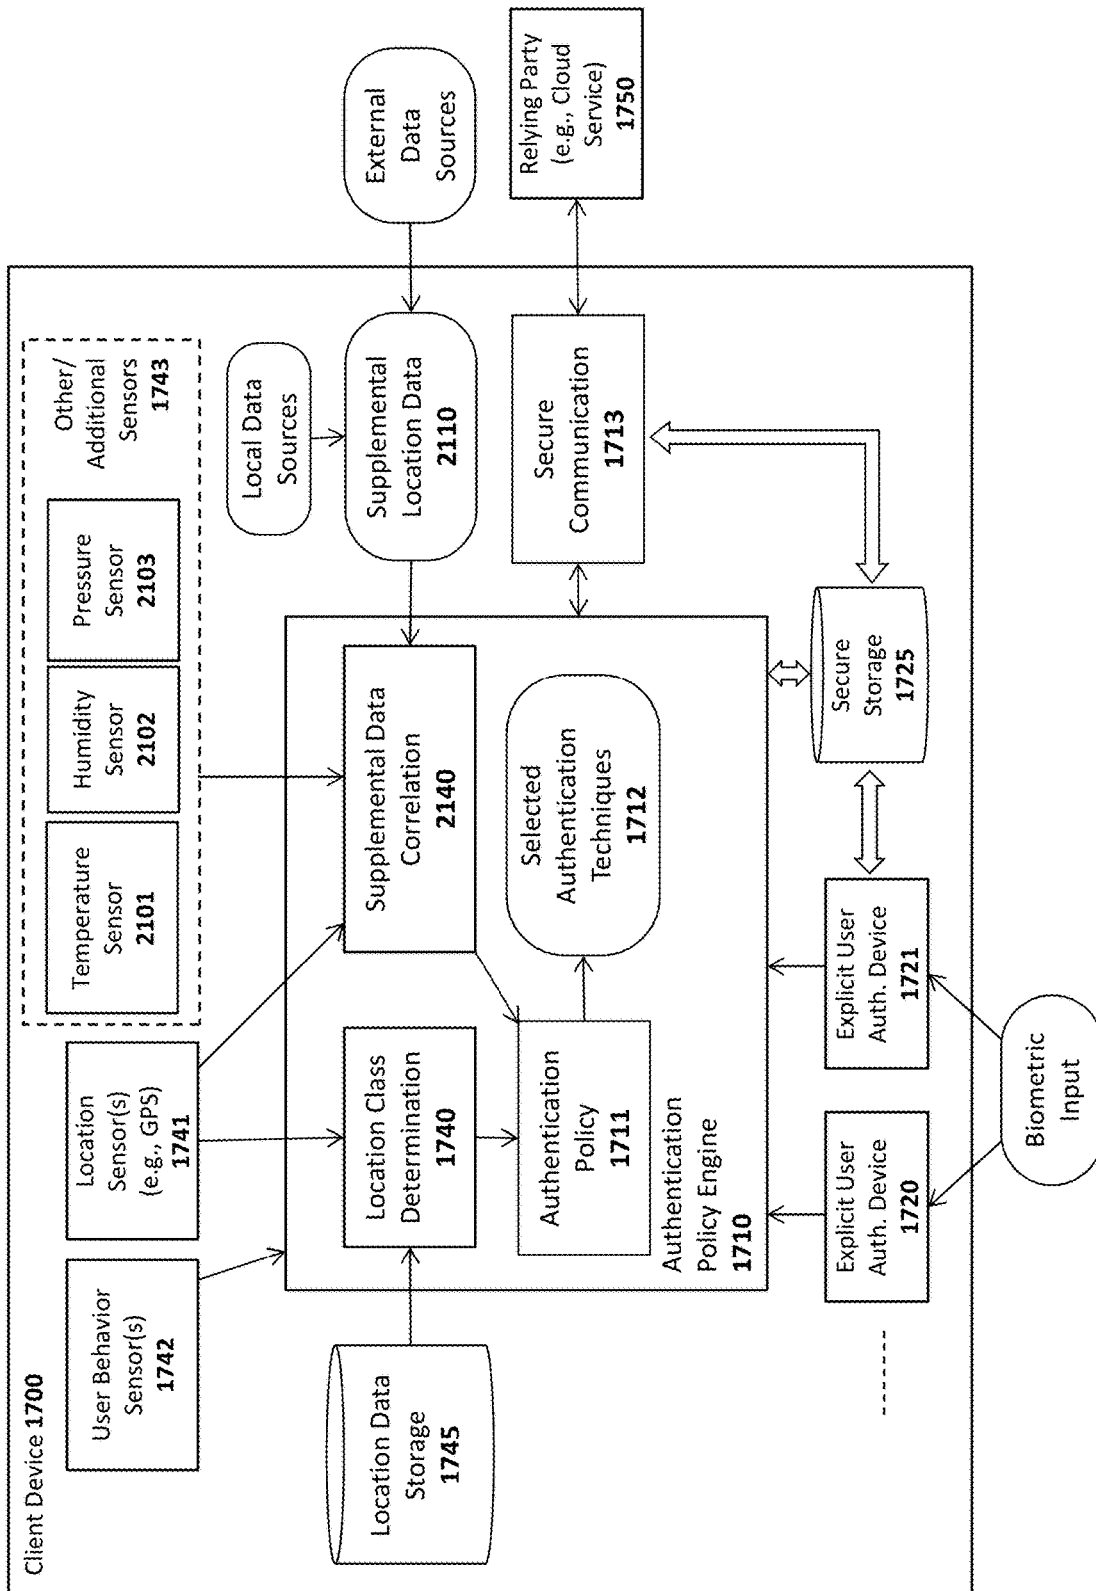 Client Device 1700
User Behavior
Sensor(s)
1742
Location
Sensor(s)
(e.g., GPS)
1741
Temperature
Sensor
2101
Humidity
Sensor
2102
Pressure
Sensor
2103
Other/
Additional
Sensors
1743
Location Data
Storage
1745
Location Class
Determination
1740
Supplemental Data
Correlation
2140
Local Data
Sources
Supplemental
Location Data
2110
External
Data
Sources
Authentication
Policy
1711
Selected
Authentication
Techniques
1712
Secure
Communication
1713
Relying Party
(e.g., Cloud
Service)
1750
Authentication
Policy Engine
1710
Explicit User
Auth. Device
1720
Explicit User
Auth. Device
1721
Secure
Storage
1725
Biometric
Input